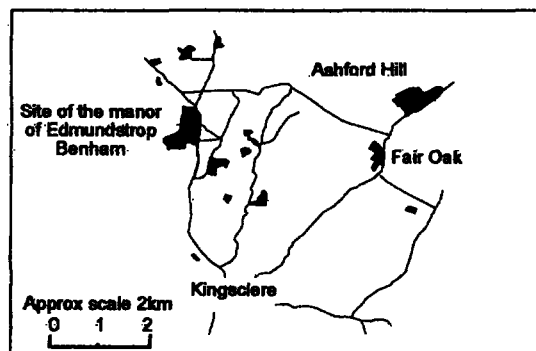 Ashford Hill
Site of the manor
of Edmundstrop
Benham
Fair Oak
Kingsclere
Approx scale 2km
0 1 2